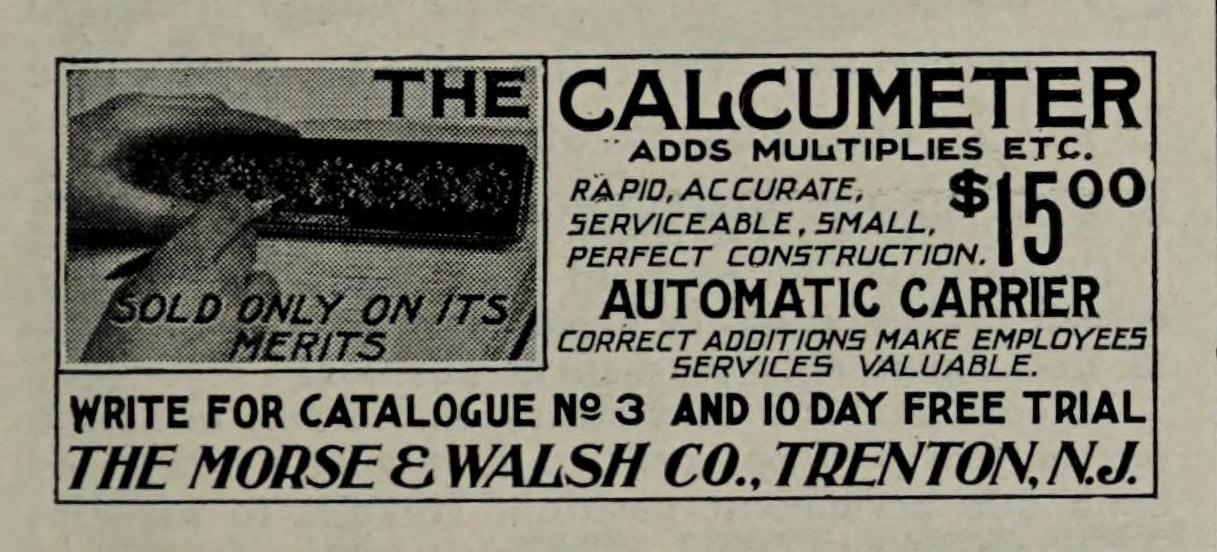 THE CALCUMETER
ADDS MULTIPLIES ETC.
RAPID, ACCURATE,
SERVICEABLE, SMALL,
PERFECT CONSTRUCTION.
$1500
AUTOMATIC CARRIER
CORRECT ADDITIONS MAKE EMPLOYEES
SERVICES VALUABLE.
SOLD ONLY ON ITS
MERITS
WRITE FOR CATALOGUE No 3 AND 10 DAY FREE TRIAL
THE MORSE & WALSH CO., TRENTON, N.J.